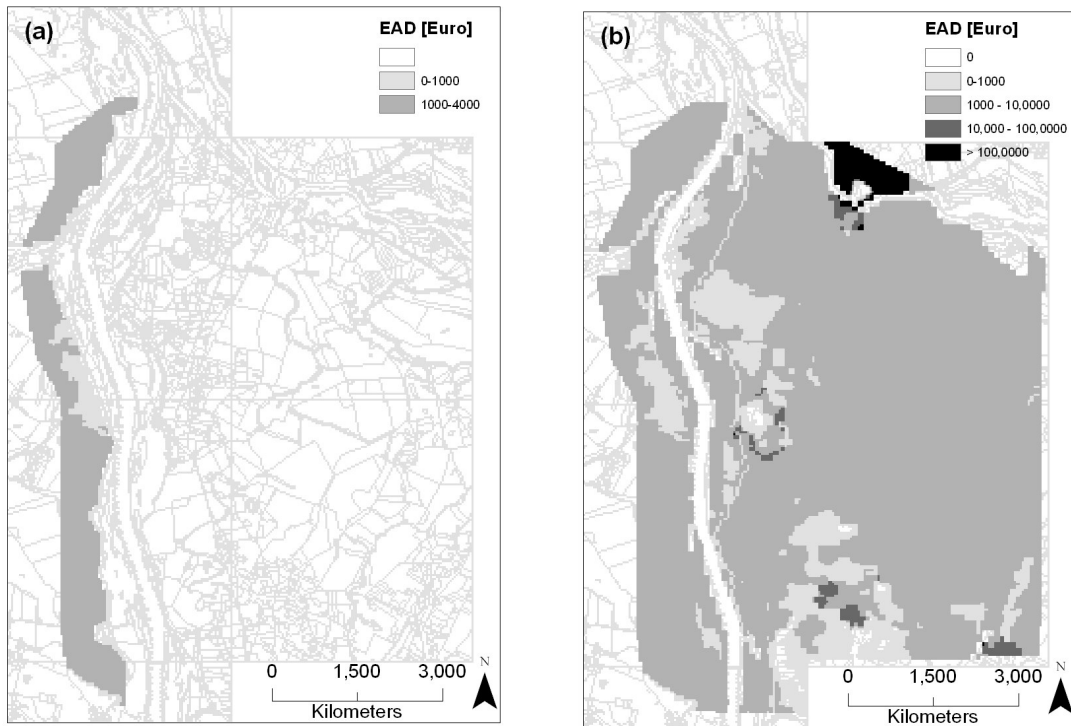 (a)
EAD [Euro]
0-1000
1000-4000
N
0 1,500 3,000
Kilometers
(b)
EAD [Euro]
0
0-1000
1000 - 10,0000
10,000 - 100,0000
> 100,0000
N
0 1,500 3,000
Kilometers